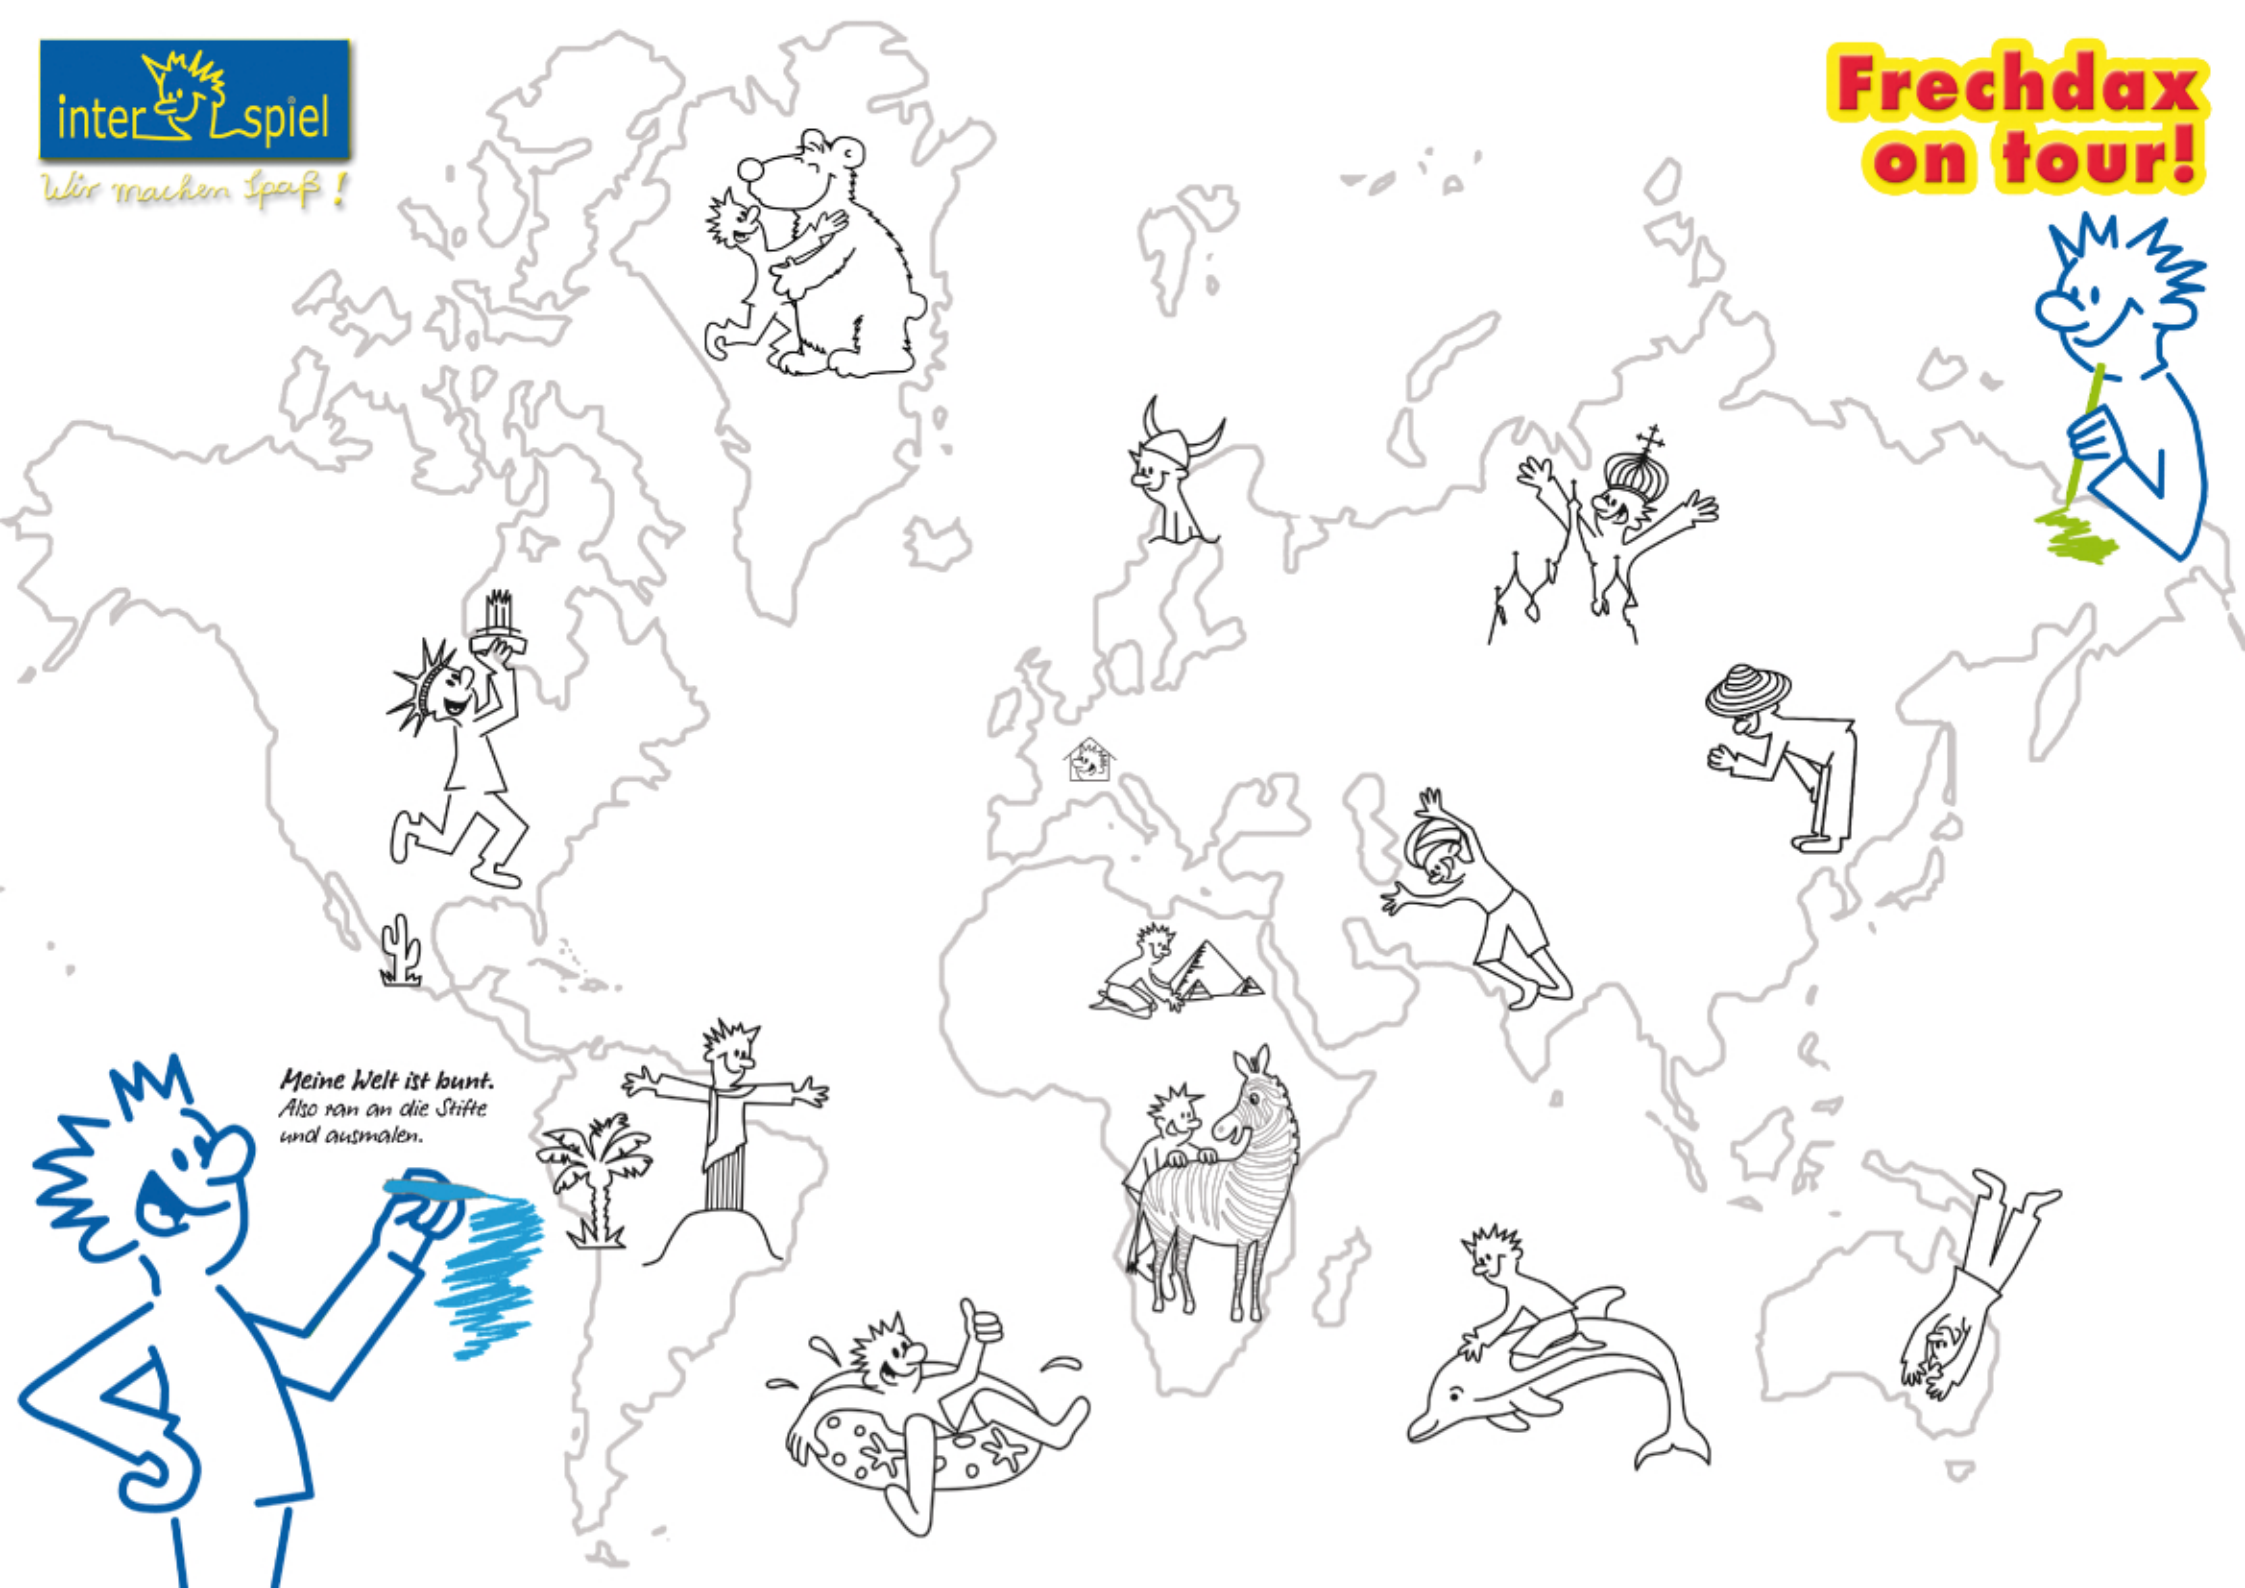 inter spiel
Wir machen Spaß!
Frechdax
on tour!
Meine Welt ist bunt.
Also ran an die Stifte
und ausmalen.